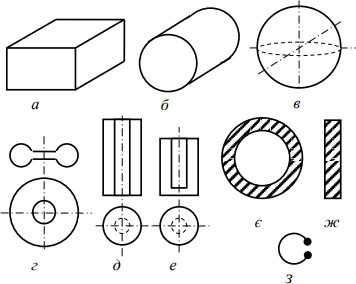 а б в
г д е є ж
з